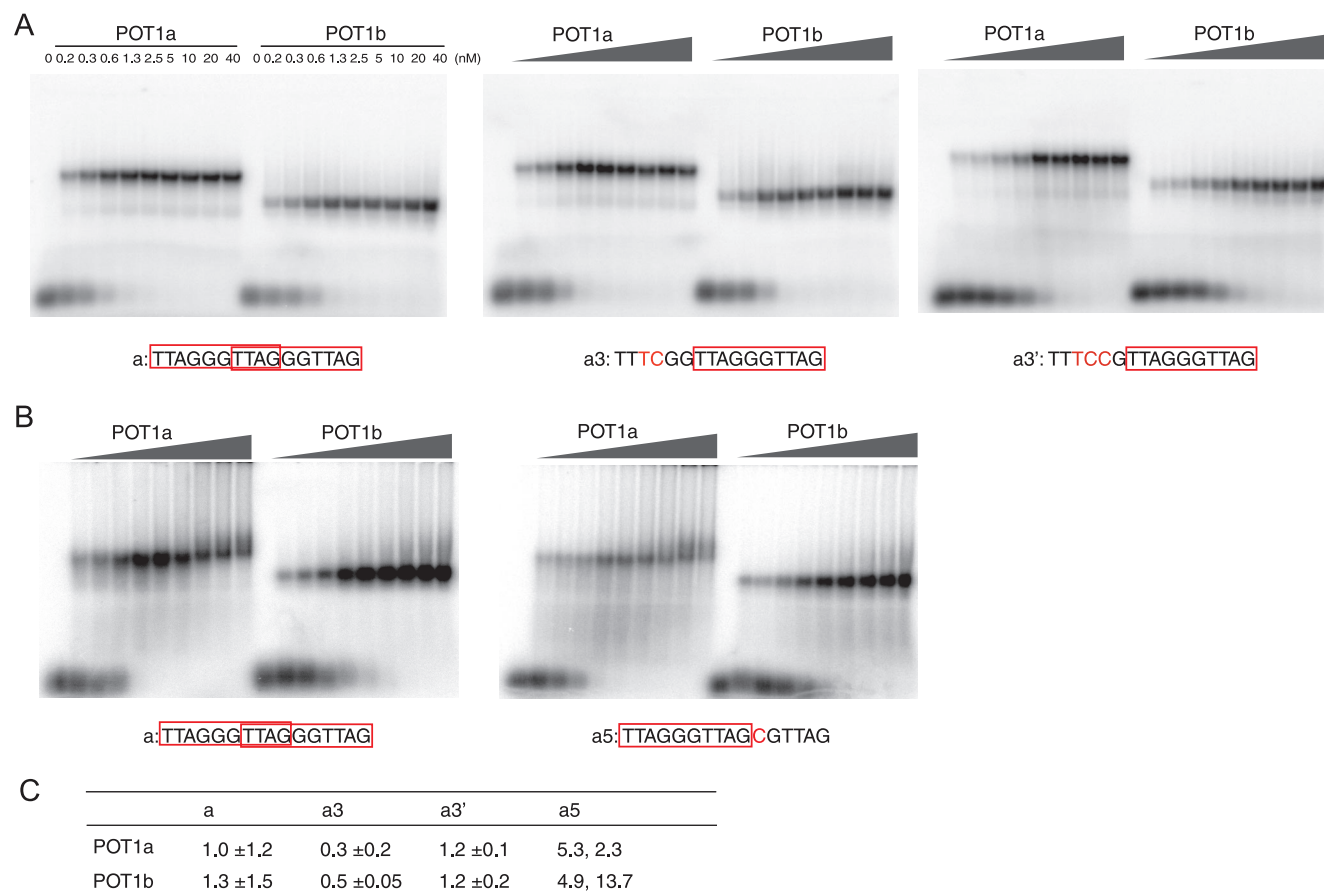 A
POT1a POT1b POT1a POT1b POT1a POT1b
0 0.2 0.3 0.6 1.3 2.5 5 10 20 40 0 0.2 0.3 0.6 1.3 2.5 5 10 20 40 (nM)
a: TTAGGGTTAGGGTTAG a3: TTTCGGTTAGGGTTAG a3': TTTCCGTTAGGGTTAG
B
POT1a POT1b POT1a POT1b
a: TTAGGGTTAGGGTTAG a5: TTAGGGTTAGCGTTAG
C
a a3 a3' a5
POT1a 1.0 ±1.2 0.3 ±0.2 1.2 ±0.1 5.3, 2.3
POT1b 1.3 ±1.5 0.5 ±0.05 1.2 ±0.2 4.9, 13.7